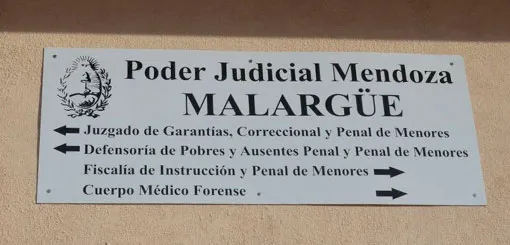 Poder Judicial Mendoza
MALARGÜE
Juzgado de Garantías, Correccional y Penal de Menores
Defensoría de Pobres y Ausentes Penal y Penal de Menores
Fiscalía de Instrucción y Penal de Menores
Cuerpo Médico Forense